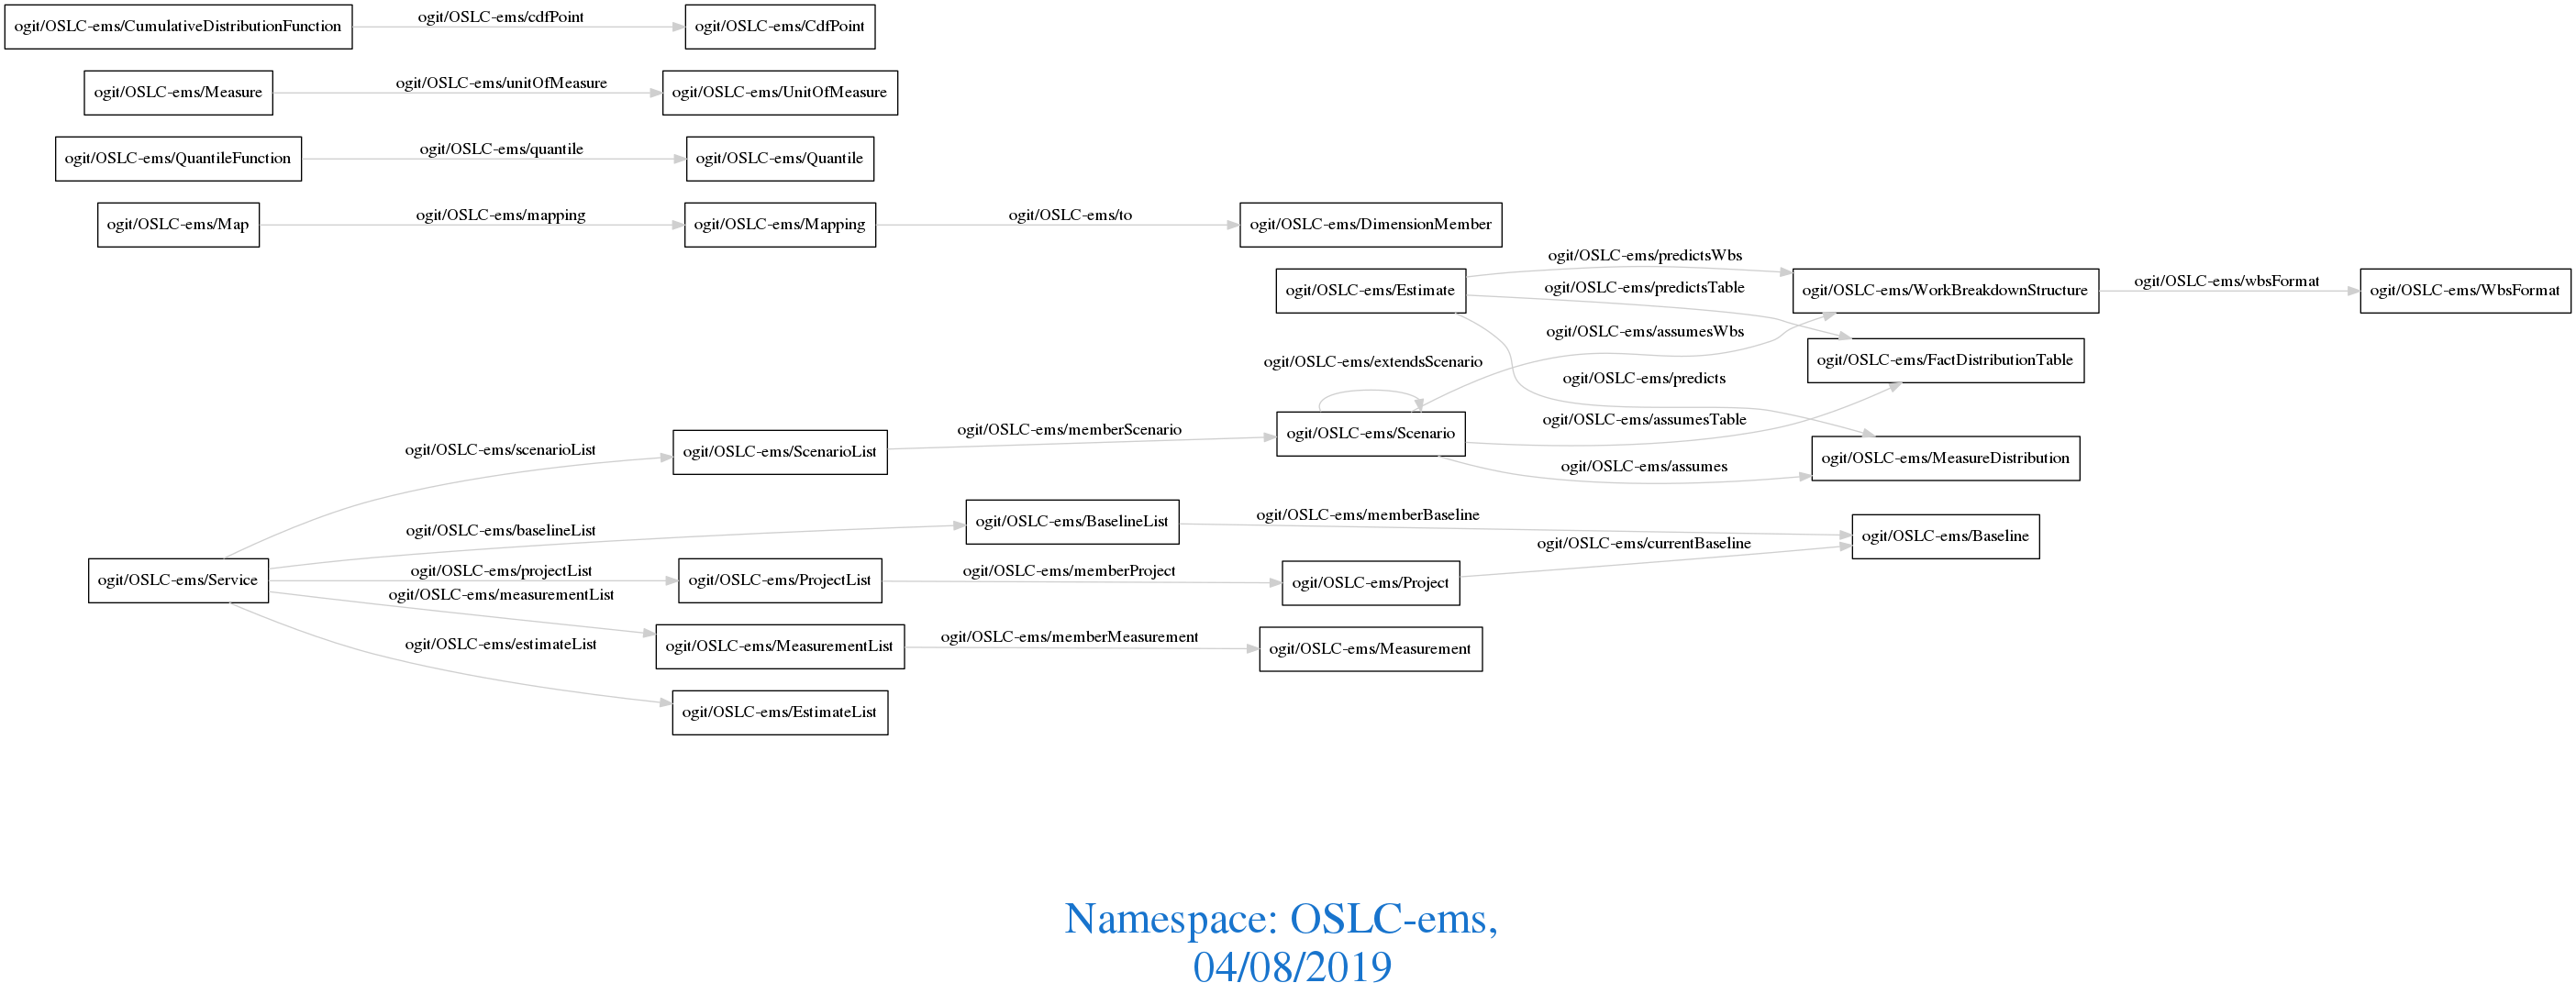 ogit/OSLC-ems/CumulativeDistributionFunction
ogit/OSLC-ems/cdfPoint
ogit/OSLC-ems/CdfPoint
ogit/OSLC-ems/Measure
ogit/OSLC-ems/unitOfMeasure
ogit/OSLC-ems/UnitOfMeasure
ogit/OSLC-ems/QuantileFunction
ogit/OSLC-ems/quantile
ogit/OSLC-ems/Quantile
ogit/OSLC-ems/Map
ogit/OSLC-ems/mapping
ogit/OSLC-ems/Mapping
ogit/OSLC-ems/to
ogit/OSLC-ems/DimensionMember
ogit/OSLC-ems/Estimate
ogit/OSLC-ems/predictsWbs
ogit/OSLC-ems/predictsTable
ogit/OSLC-ems/WorkBreakdownStructure
ogit/OSLC-ems/wbsFormat
ogit/OSLC-ems/WbsFormat
ogit/OSLC-ems/assumesWbs
ogit/OSLC-ems/FactDistributionTable
ogit/OSLC-ems/extendsScenario
ogit/OSLC-ems/predicts
ogit/OSLC-ems/assumesTable
ogit/OSLC-ems/scenarioList
ogit/OSLC-ems/ScenarioList
ogit/OSLC-ems/memberScenario
ogit/OSLC-ems/Scenario
ogit/OSLC-ems/assumes
ogit/OSLC-ems/MeasureDistribution
ogit/OSLC-ems/baselineList
ogit/OSLC-ems/BaselineList
ogit/OSLC-ems/memberBaseline
ogit/OSLC-ems/currentBaseline
ogit/OSLC-ems/Baseline
ogit/OSLC-ems/Service
ogit/OSLC-ems/projectList
ogit/OSLC-ems/ProjectList
ogit/OSLC-ems/memberProject
ogit/OSLC-ems/Project
ogit/OSLC-ems/measurementList
ogit/OSLC-ems/MeasurementList
ogit/OSLC-ems/memberMeasurement
ogit/OSLC-ems/Measurement
ogit/OSLC-ems/estimateList
ogit/OSLC-ems/EstimateList
Namespace: OSLC-ems,
04/08/2019